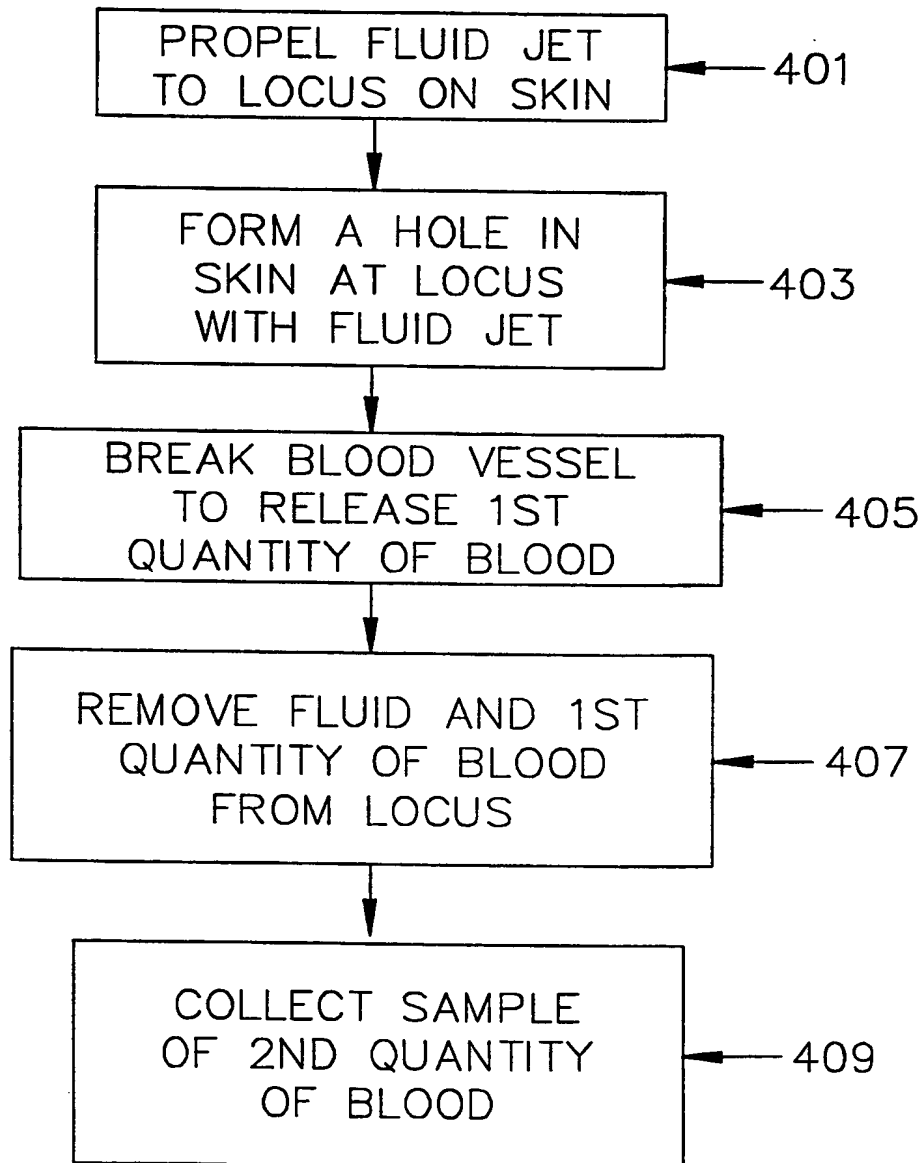 PROPEL FLUID JET
TO LOCUS ON SKIN
401
FORM A HOLE IN
SKIN AT LOCUS
WITH FLUID JET
403
BREAK BLOOD VESSEL
TO RELEASE 1ST
QUANTITY OF BLOOD
405
REMOVE FLUID AND 1ST
QUANTITY OF BLOOD
FROM LOCUS
407
COLLECT SAMPLE
OF 2ND QUANTITY
OF BLOOD
409